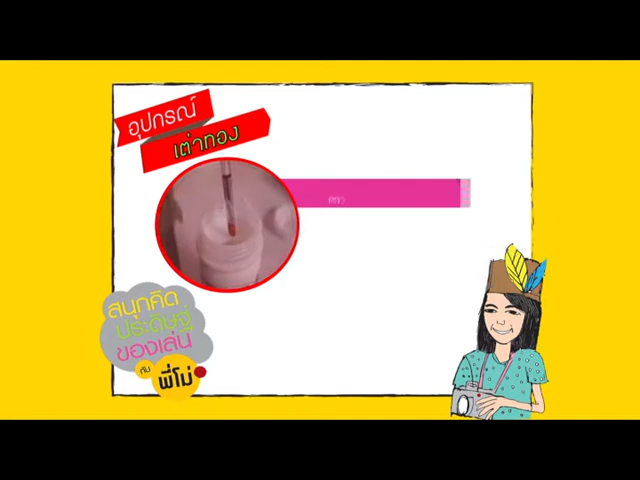 อุปกรณ์
เต่าทอง
สนุกคิด
ประดิษฐ์
ของเล่น
กับ
พี่โม่